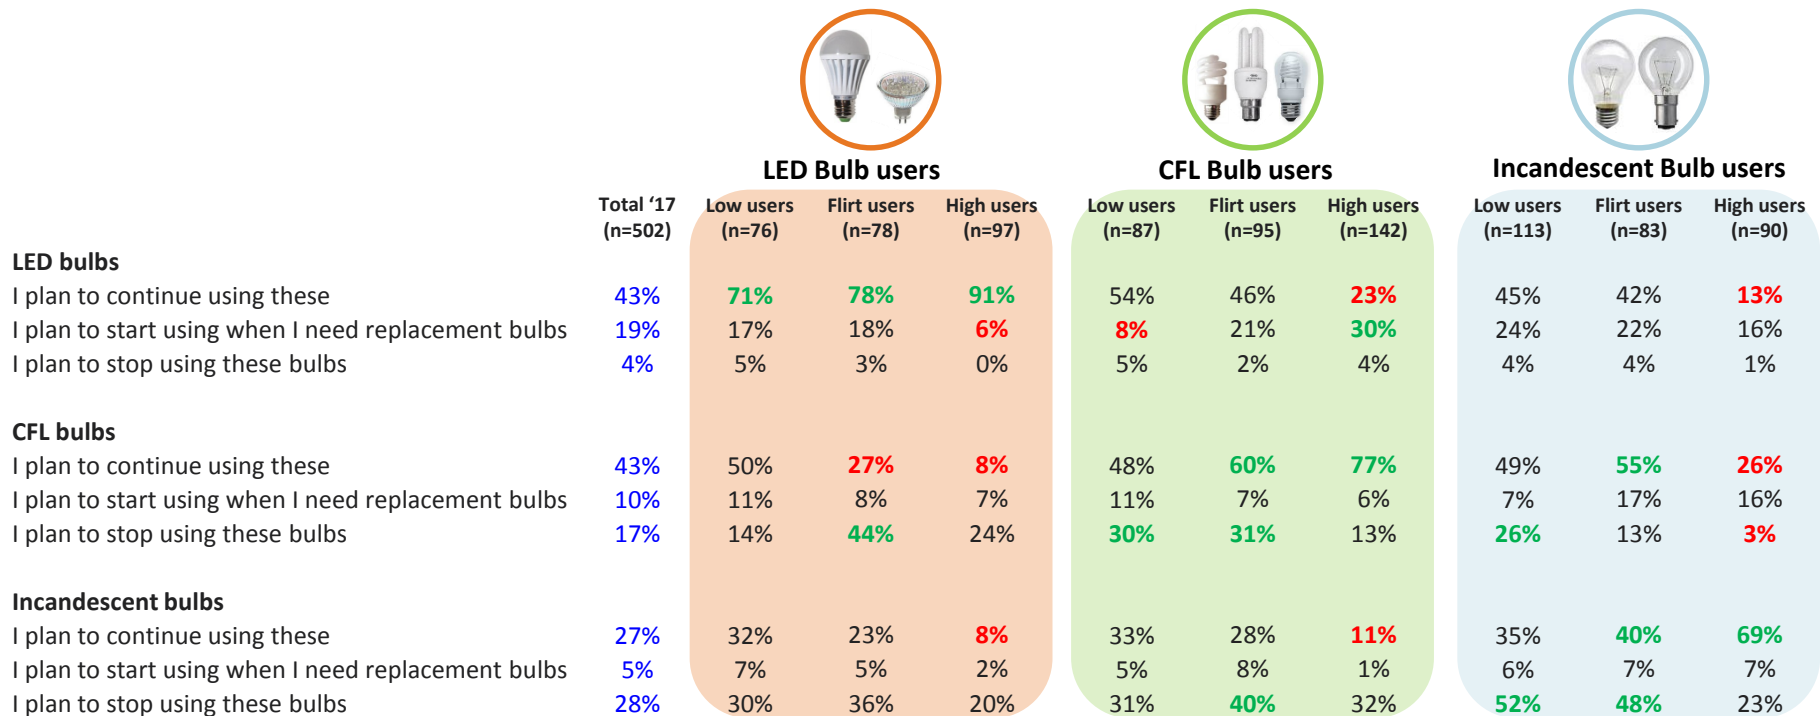 LED Bulb users CFL Bulb users Incandescent Bulb users
Total ‘17 Low users Flirt users High users Low users Flirt users High users Low users Flirt users High users
(n=502) (n=76) (n=78) (n=97) (n=87) (n=95) (n=142) (n=113) (n=83) (n=90)
LED bulbs
I plan to continue using these 43% 71% 78% 91% 54% 46% 23% 45% 42% 13%
I plan to start using when I need replacement bulbs 19% 17% 18% 6% 8% 21% 30% 24% 22% 16%
I plan to stop using these bulbs 4% 5% 3% 0% 5% 2% 4% 4% 4% 1%
CFL bulbs
I plan to continue using these 43% 50% 27% 8% 48% 60% 77% 49% 55% 26%
I plan to start using when I need replacement bulbs 10% 11% 8% 7% 11% 7% 6% 7% 17% 16%
I plan to stop using these bulbs 17% 14% 44% 24% 30% 31% 13% 26% 13% 3%
Incandescent bulbs
I plan to continue using these 27% 32% 23% 8% 33% 28% 11% 35% 40% 69%
I plan to start using when I need replacement bulbs 5% 7% 5% 2% 5% 8% 1% 6% 7% 7%
I plan to stop using these bulbs 28% 30% 36% 20% 31% 40% 32% 52% 48% 23%